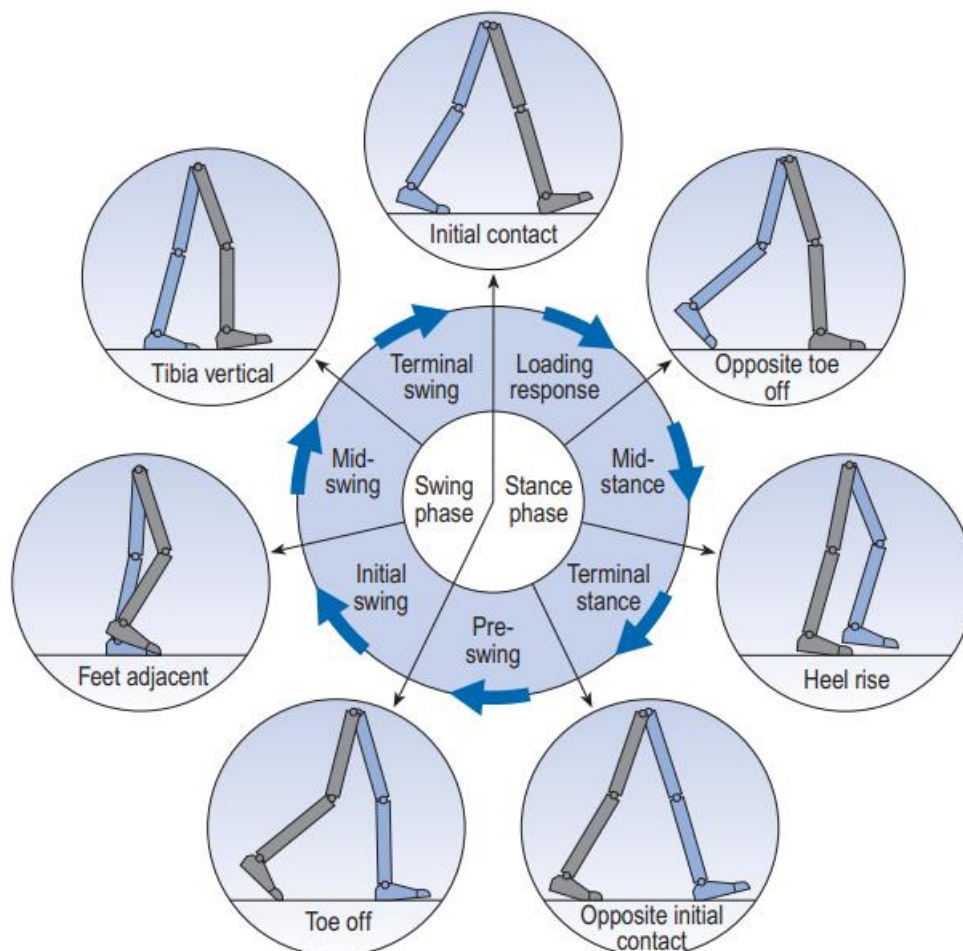 Initial contact
Opposite toe
off
Heel rise
Opposite initial
contact
Toe off
Feet adjacent
Tibia vertical
Loading
response
Mid-
stance
Terminal
stance
Pre-
swing
Initial
swing
Mid-
swing
Terminal
swing
Swing
phase
Stance
phase